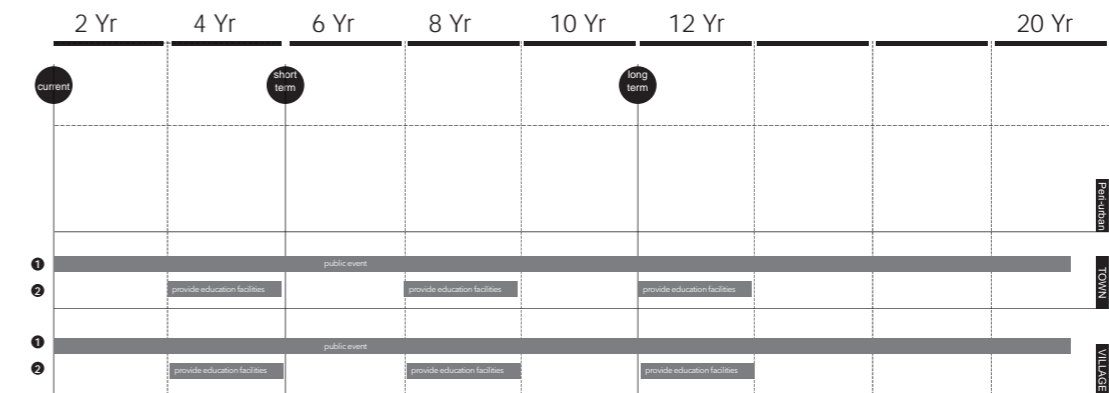 2 Yr 4 Yr 6 Yr 8 Yr 10 Yr 12 Yr 20 Yr
current
short
term
long
term
Peri-urban
1 public event
TOWN
2 provide education facilities provide education facilities provide education facilities
1 public event
VILLAGE
2 provide education facilities provide education facilities provide education facilities